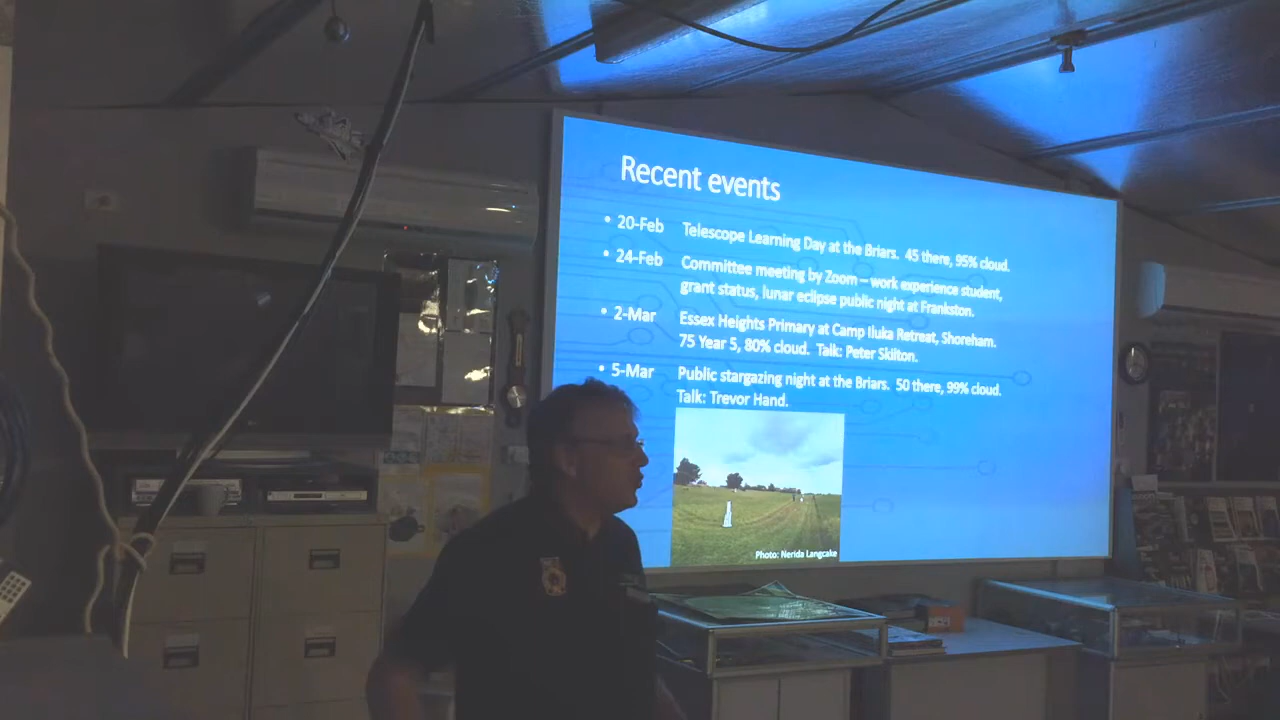 Recent events
• 20-Feb Telescope Learning Day at the Briars. 45 there, 95% cloud.
• 24-Feb Committee meeting by Zoom – work experience student,
grant status, lunar eclipse public night at Frankston.
• 2-Mar Essex Heights Primary at Camp Iluka Retreat, Shoreham.
75 Year 5, 80% cloud. Talk: Peter Skilton.
• 5-Mar Public stargazing night at the Briars. 50 there, 99% cloud.
Talk: Trevor Hand.
Photo: Nerida Langcake